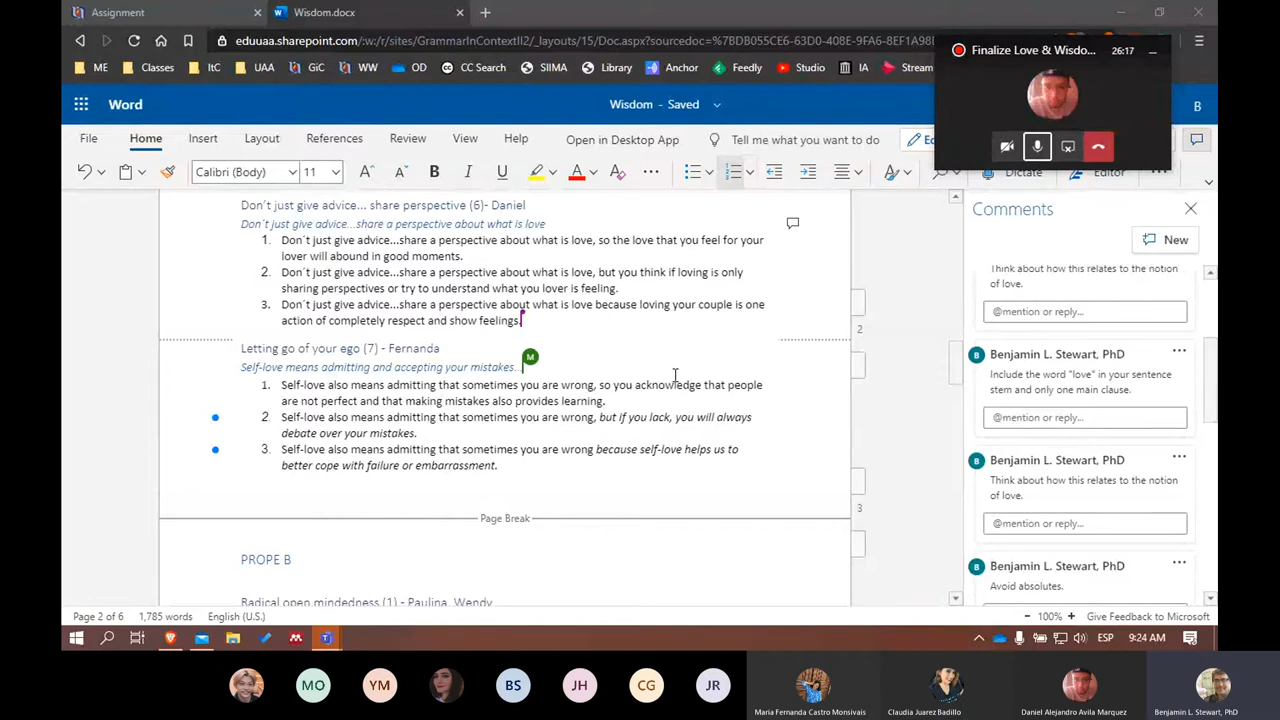 Assignment
Wisdom.docx
eduuaa.sharepoint.com/:w:/r/sites/GrammarInContextII2/_layouts/15/Doc.aspx?sourcedoc=%7BDB055CE6-63D0-408E-9FA6-8EF1A98D
ME Classes ItC UAA GiC WW OD CC Search SIIMA Library Anchor Feedly Studio IA Stream
Finalize Love & Wisdo... 26:17
Word
Wisdom - Saved
B
File Home Insert Layout References Review View Help Open in Desktop App Tell me what you want to do
Calibri (Body) 11 Dictate Editor
Don´t just give advice... share perspective (6)- Daniel
Don´t just give advice...share a perspective about what is love
1. Don´t just give advice...share a perspective about what is love, so the love that you feel for your
lover will abound in good moments.
2. Don´t just give advice...share a perspective about what is love, but you think if loving is only
sharing perspectives or try to understand what you lover is feeling.
3. Don´t just give advice...share a perspective about what is love because loving your couple is one
action of completely respect and show feelings.
2
Letting go of your ego (7) - Fernanda
M
Self-love means admitting and accepting your mistakes...
1. Self-love also means admitting that sometimes you are wrong, so you acknowledge that people
are not perfect and that making mistakes also provides learning.
2. Self-love also means admitting that sometimes you are wrong, but if you lack, you will always
debate over your mistakes.
3. Self-love also means admitting that sometimes you are wrong because self-love helps us to
better cope with failure or embarrassment.
3
Page Break
PROPE B
Radical open mindedness (1) - Paulina, Wendy
Comments
New
Think about how this relates to the notion
of love.
@mention or reply...
B Benjamin L. Stewart, PhD
Include the word "love" in your sentence
stem and only one main clause.
@mention or reply...
B Benjamin L. Stewart, PhD
Think about how this relates to the notion
of love.
@mention or reply...
B Benjamin L. Stewart, PhD
Avoid absolutes.
Page 2 of 6 1,785 words English (U.S.)
100% Give Feedback to Microsoft
ESP 9:24 AM
MO YM BS JH CG JR
Maria Fernanda Castro Monsivais
Claudia Juarez Badillo
Daniel Alejandro Avila Marquez
Benjamin L. Stewart, PhD